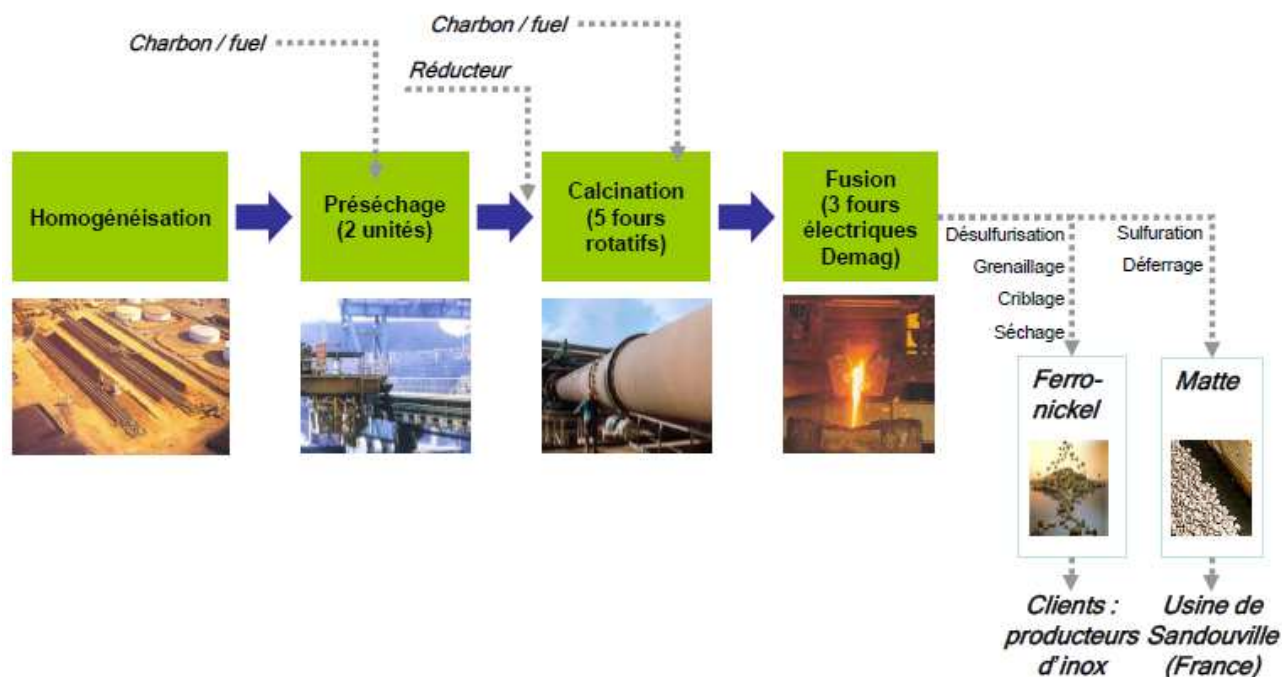 Charbon / fuel
Charbon / fuel
Réducteur
Homogénéisation
Préséchage
(2 unités)
Calcination
(5 fours
rotatifs)
Fusion
(3 fours
électriques
Demag)
Désulfurisation
Grenaillage
Criblage
Séchage
Sulfuration
Déferrage
Ferro-
nickel
Matte
Clients :
producteurs
d'inox
Usine de
Sandouville
(France)